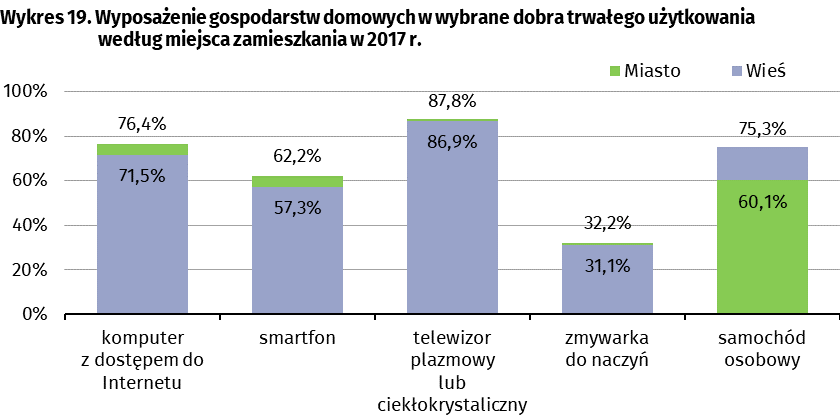 Wykres 19. Wyposażenie gospodarstw domowych w wybrane dobra trwałego użytkowania
według miejsca zamieszkania w 2017 r.
Miasto Wieś
100%
80%
60%
40%
20%
0%
76,4%
71,5%
62,2%
57,3%
87,8%
86,9%
32,2%
31,1%
75,3%
60,1%
komputer
z dostępem do
Internetu
smartfon
telewizor
plazmowy
lub
ciekłokrystaliczny
zmywarka
do naczyń
samochód
osobowy